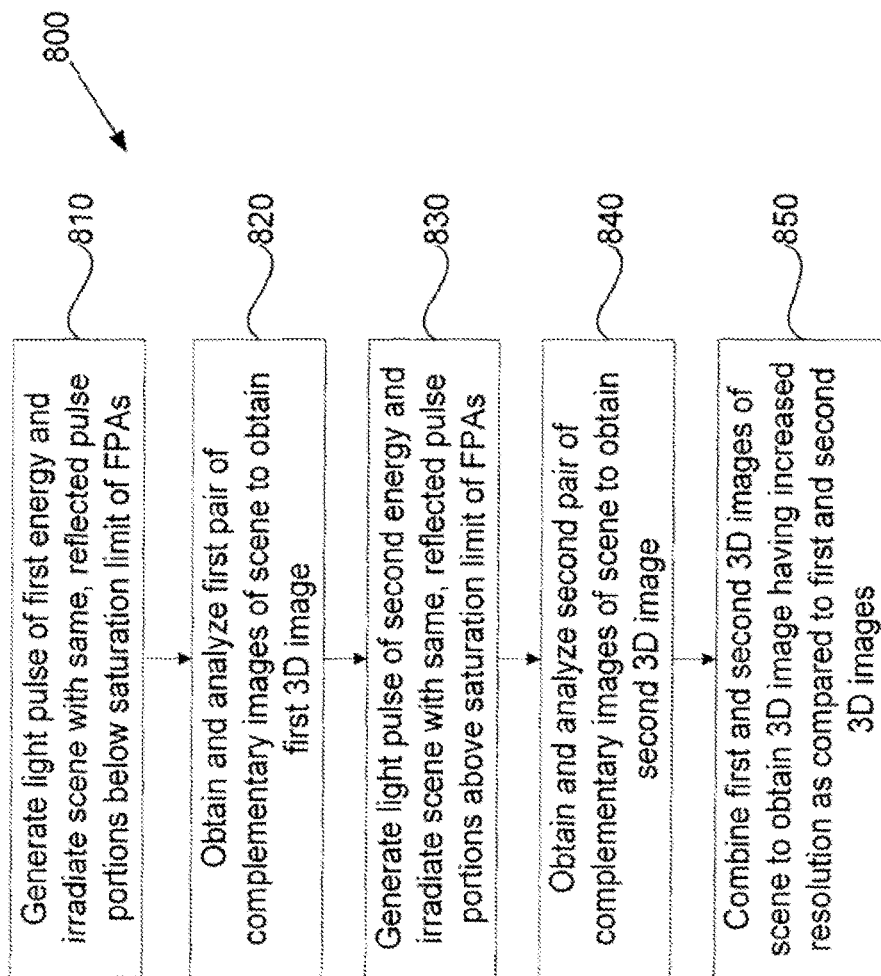 800
Generate light pulse of first energy and
irradiate scene with same, reflected pulse
portions below saturation limit of FPAs
810
Obtain and analyze first pair of
complementary images of scene to obtain
first 3D image
820
Generate light pulse of second energy and
irradiate scene with same, reflected pulse
portions above saturation limit of FPAs
830
Obtain and analyze second pair of
complementary images of scene to obtain
second 3D image
840
Combine first and second 3D images of
scene to obtain 3D image having increased
resolution as compared to first and second
3D images
850